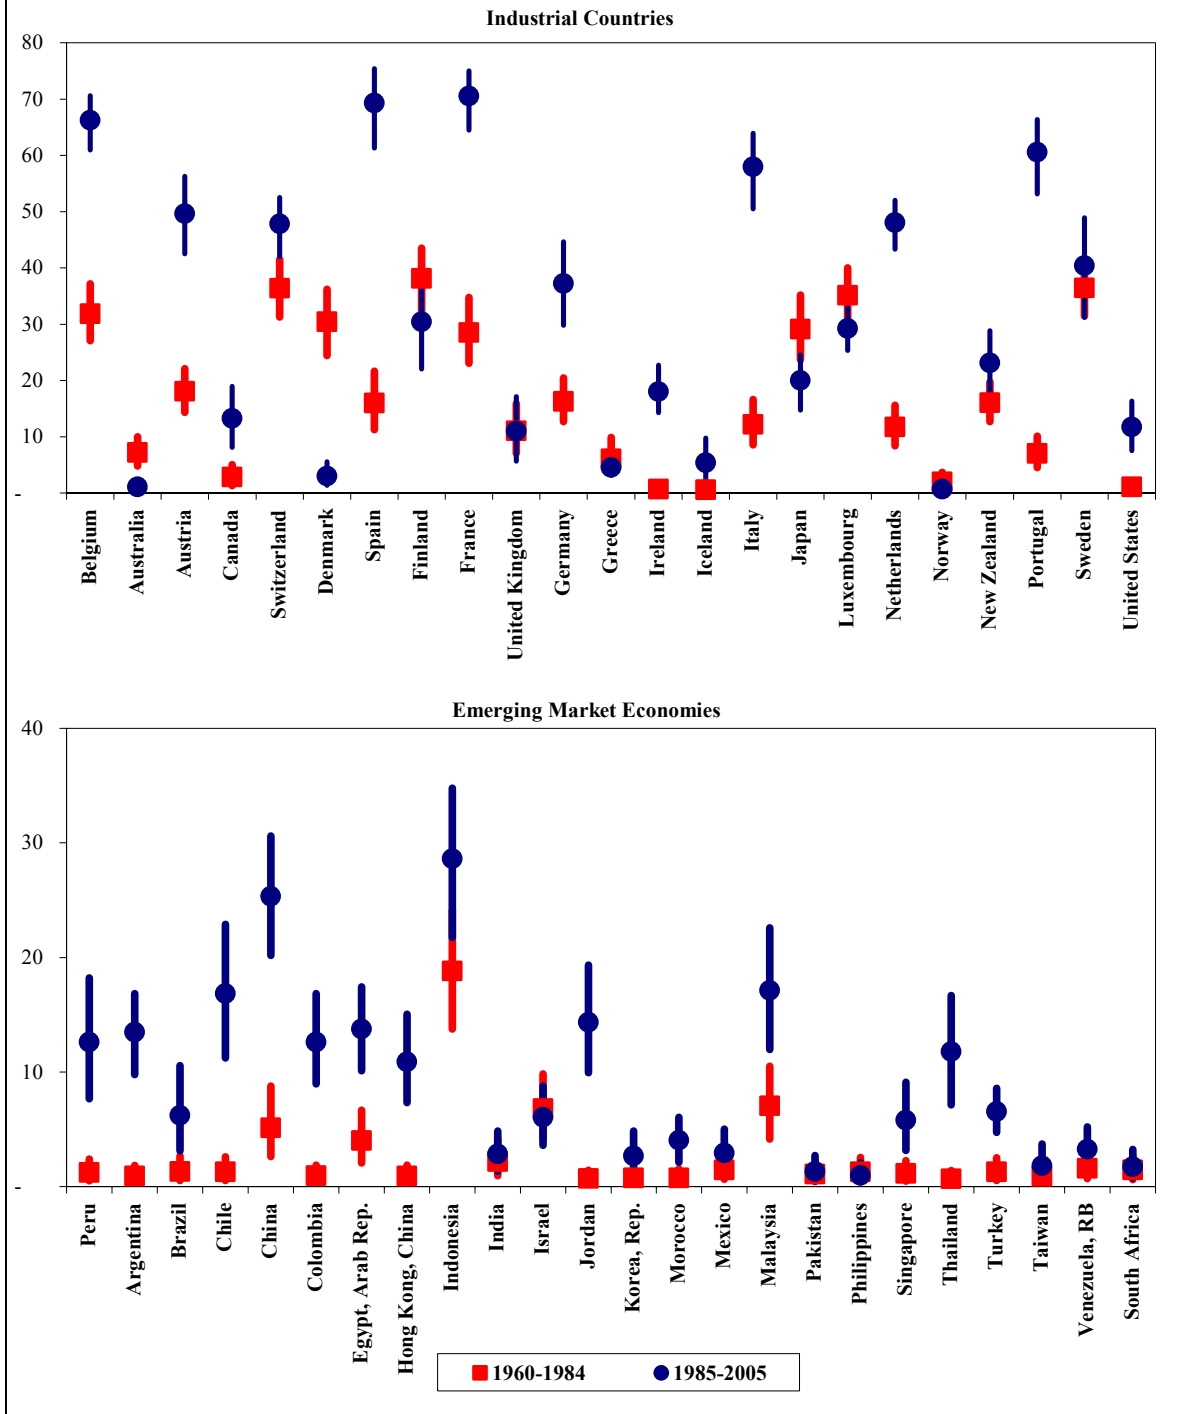 Industrial Countries
80
70
60
50
40
30
20
10
-
Belgium
Australia
Austria
Canada
Switzerland
Denmark
Spain
Finland
France
United Kingdom
Germany
Greece
Ireland
Iceland
Italy
Japan
Luxembourg
Netherlands
Norway
New Zealand
Portugal
Sweden
United States
Emerging Market Economies
40
30
20
10
-
Peru
Argentina
Brazil
Chile
China
Colombia
Egypt, Arab Rep.
Hong Kong, China
Indonesia
India
Israel
Jordan
Korea, Rep.
Morocco
Mexico
Malaysia
Pakistan
Philippines
Singapore
Thailand
Turkey
Taiwan
Venezuela, RB
South Africa
1960-1984 1985-2005